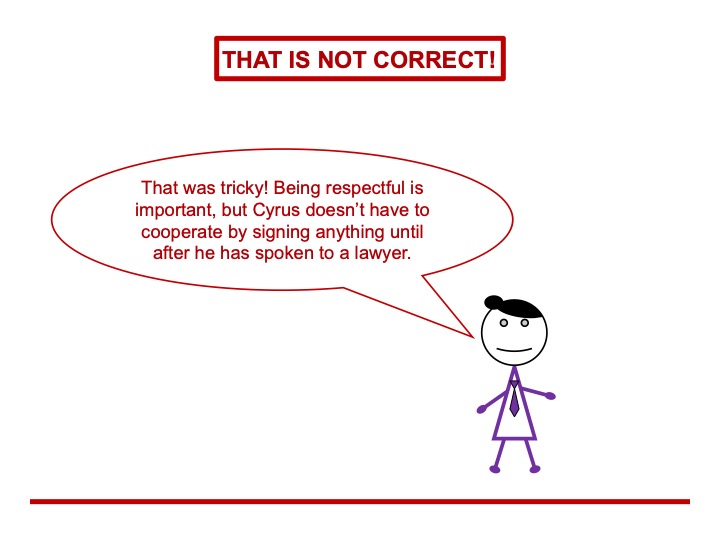 THAT IS NOT CORRECT!
That was tricky! Being respectful is
important, but Cyrus doesn’t have to
cooperate by signing anything until
after he has spoken to a lawyer.